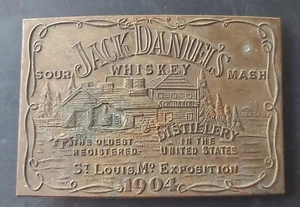 JACK DANIEL'S
SOUR WHISKEY MASH
THE OLDEST DISTILLERY
REGISTERED IN THE
UNITED STATES
ST LOUIS, MO EXPOSITION
1904